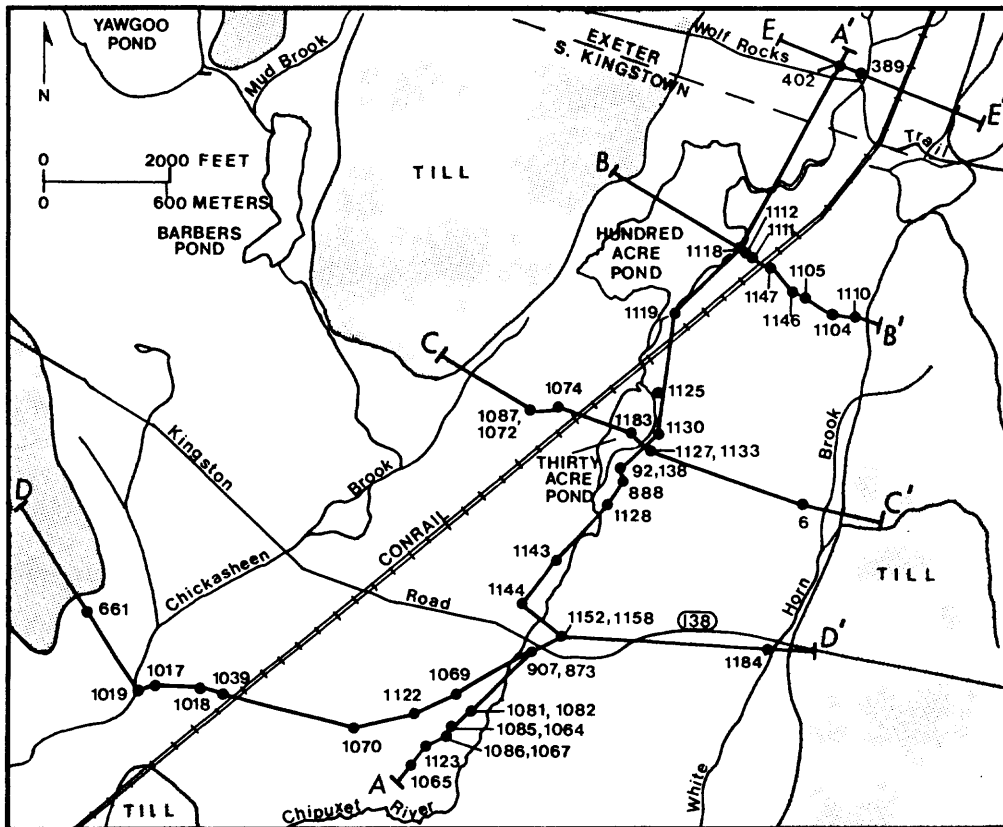 YAWGOO
POND
Mud Brook
N
0 2000 FEET
0 600 METERS
BARBERS
POND
TILL
EXETER
S. KINGSTOWN
E
Wolf Rocks
A'
402
389
E'
Trail
B
HUNDRED
ACRE
POND
1112
1111
1118
1105
1147
1146
1110
1104
B'
1119
C
1074
1087,
1072
1125
1183
1130
1127, 1133
THIRTY
ACRE
POND
92, 138
888
1128
6
C'
Brook
Kingston
Brook
D
CONRAIL
1143
TILL
Chickasheen
Horn
661
1144
Road
1152, 1158
138
D'
1184
907, 873
1017
1039
1019
1018
1069
1122
1081, 1082
1070
1085, 1064
1086, 1067
1123
A
1065
White
TILL
Chipuxet River